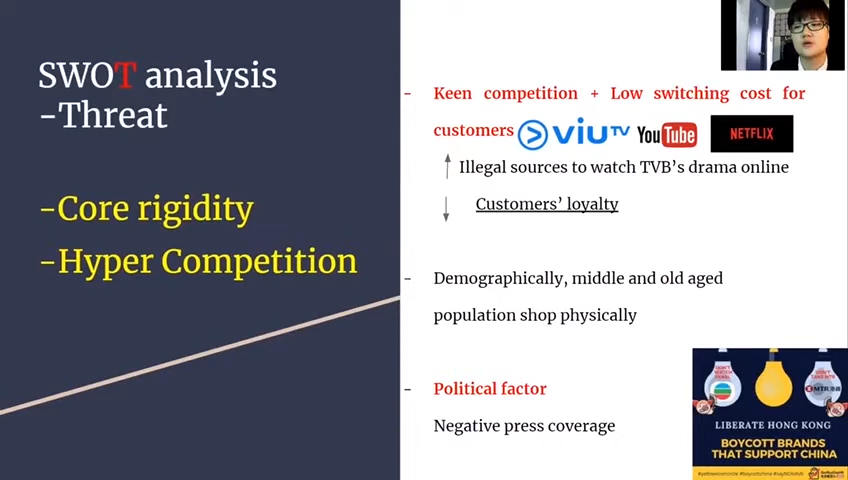 SWOT analysis
-Threat
-Core rigidity
-Hyper Competition
- Keen competition + Low switching cost for
customers viuTV YouTube NETFLIX
Illegal sources to watch TVB's drama online
Customers' loyalty
- Demographically, middle and old aged
population shop physically
- Political factor
Negative press coverage
MTR
LIBERATE HONG KONG
BOYCOTT BRANDS
THAT SUPPORT CHINA